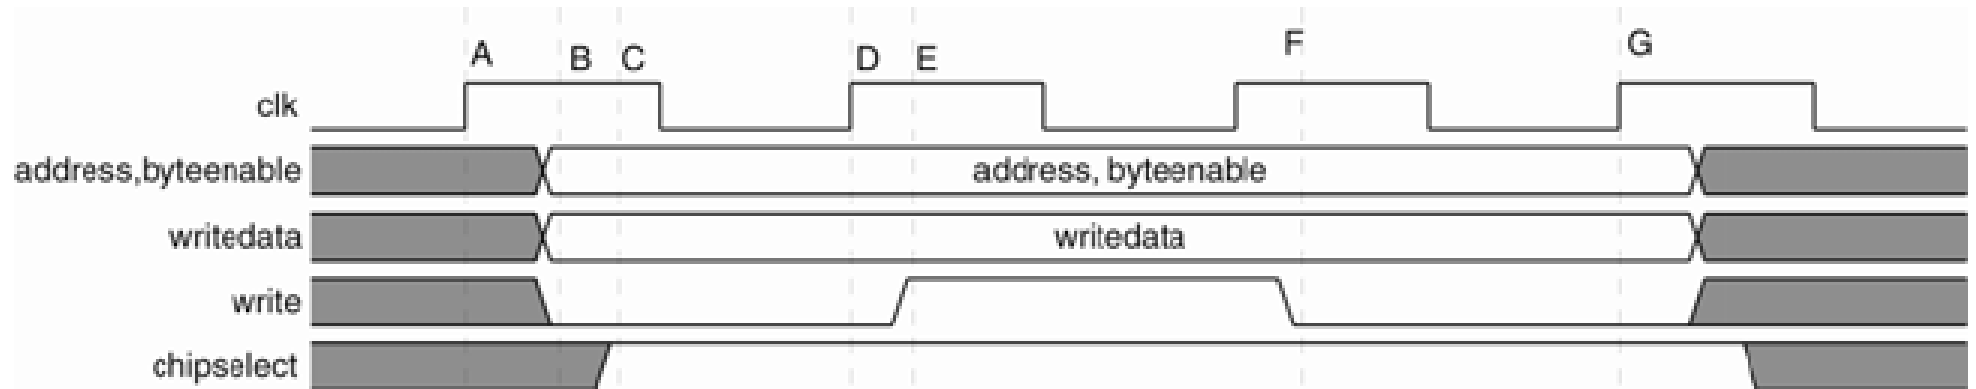 A B C D E F G
clk
address,byteenable address, byteenable
writedata writedata
write
chipselect